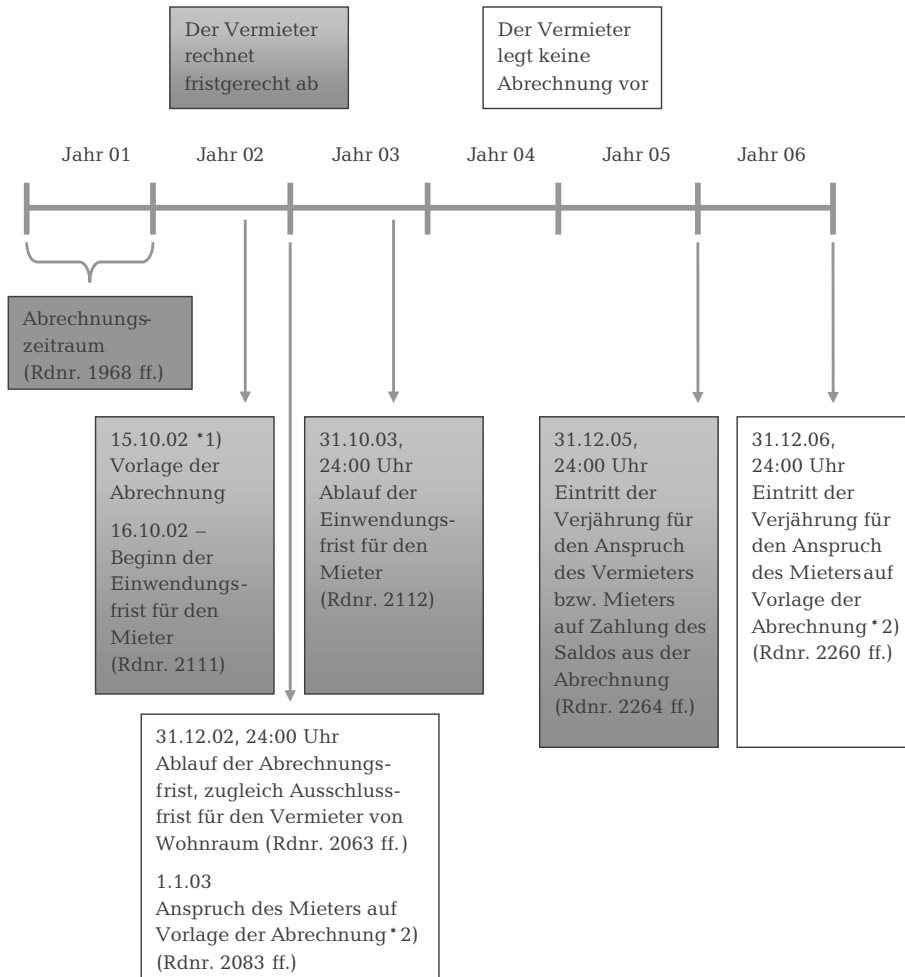 Der Vermieter
rechnet
fristgerecht ab
Der Vermieter
legt keine
Abrechnung vor
Jahr 01
Jahr 02
Jahr 03
Jahr 04
Jahr 05
Jahr 06
Abrechnungs-
zeitraum
(Rdnr. 1968 ff.)
15.10.02 *1)
Vorlage der
Abrechnung
16.10.02 –
Beginn der
Einwendungs-
frist für den
Mieter
(Rdnr. 2111)
31.10.03,
24:00 Uhr
Ablauf der
Einwendungs-
frist für den
Mieter
(Rdnr. 2112)
31.12.05,
24:00 Uhr
Eintritt der
Verjährung für
den Anspruch
des Vermieters
bzw. Mieters
auf Zahlung des
Saldos aus der
Abrechnung
(Rdnr. 2264 ff.)
31.12.06,
24:00 Uhr
Eintritt der
Verjährung für
den Anspruch
des Mieters auf
Vorlage der
Abrechnung *2)
(Rdnr. 2260 ff.)
31.12.02, 24:00 Uhr
Ablauf der Abrechnungs-
frist, zugleich Ausschluss-
frist für den Vermieter von
Wohnraum (Rdnr. 2063 ff.)
1.1.03
Anspruch des Mieters auf
Vorlage der Abrechnung *2)
(Rdnr. 2083 ff.)